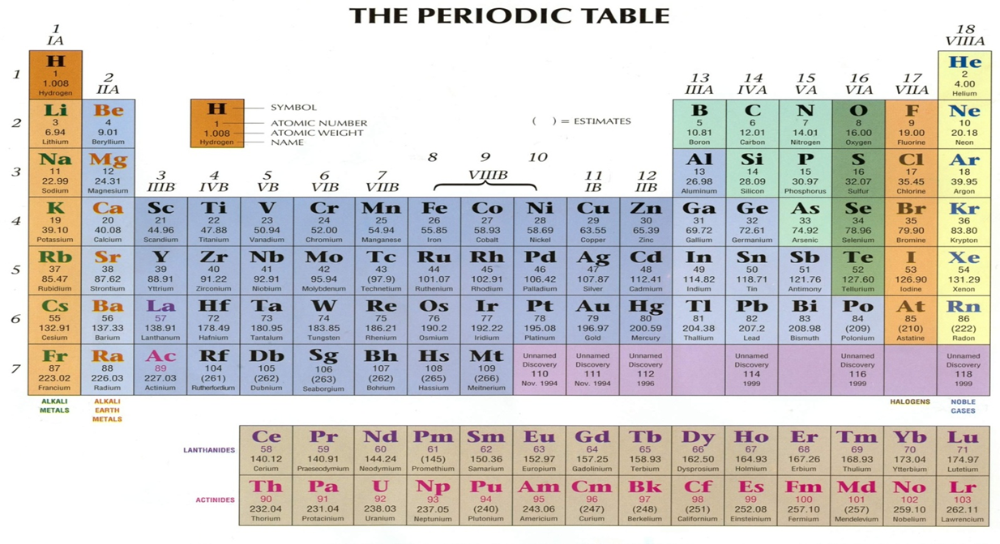 THE PERIODIC TABLE
1 18
IA VIIIA
1 H He
1 2
1.008 4.00
Hydrogen Helium
2 13 14 15 16 17
IIA IIIA IVA VA VIA VIIA
H SYMBOL
1 ATOMIC NUMBER
1.008 ATOMIC WEIGHT
Hydrogen NAME
( ) = ESTIMATES
2 Li Be B C N O F Ne
3 4 5 6 7 8 9 10
6.94 9.01 10.81 12.01 14.01 16.00 19.00 20.18
Lithium Beryllium Boron Carbon Nitrogen Oxygen Fluorine Neon
3 Na Mg Al Si P S Cl Ar
11 12 13 14 15 16 17 18
22.99 24.31 26.98 28.09 30.97 32.07 35.45 39.95
Sodium Magnesium Aluminum Silicon Phosphorus Sulfur Chlorine Argon
8 9 10
3 4 5 6 7 VIIIB 11 12
IIIB IVB VB VIB VIIB IB IIB
4 K Ca Sc Ti V Cr Mn Fe Co Ni Cu Zn Ga Ge As Se Br Kr
19 20 21 22 23 24 25 26 27 28 29 30 31 32 33 34 35 36
39.10 40.08 44.96 47.88 50.94 52.00 54.94 55.85 58.93 58.69 63.55 65.39 69.72 72.61 74.92 78.96 79.90 83.80
Potassium Calcium Scandium Titanium Vanadium Chromium Manganese Iron Cobalt Nickel Copper Zinc Gallium Germanium Arsenic Selenium Bromine Krypton
5 Rb Sr Y Zr Nb Mo Tc Ru Rh Pd Ag Cd In Sn Sb Te I Xe
37 38 39 40 41 42 43 44 45 46 47 48 49 50 51 52 53 54
85.47 87.62 88.91 91.22 92.91 95.94 (97.9) 101.07 102.91 106.42 107.87 112.41 114.82 118.71 121.76 127.60 126.90 131.29
Rubidium Strontium Yttrium Zirconium Niobium Molybdenum Technetium Ruthenium Rhodium Palladium Silver Cadmium Indium Tin Antimony Tellurium Iodine Xenon
6 Cs Ba La Hf Ta W Re Os Ir Pt Au Hg Tl Pb Bi Po At Rn
55 56 57 72 73 74 75 76 77 78 79 80 81 82 83 84 85 86
132.91 137.33 138.91 178.49 180.95 183.85 186.21 190.2 192.22 195.08 196.97 200.59 204.38 207.2 208.98 (209) (210) (222)
Cesium Barium Lanthanum Hafnium Tantalum Tungsten Rhenium Osmium Iridium Platinum Gold Mercury Thallium Lead Bismuth Polonium Astatine Radon
7 Fr Ra Ac Rf Db Sg Bh Hs Mt Unnamed Unnamed Unnamed Unnamed Unnamed Unnamed
Discovery Discovery Discovery Discovery Discovery Discovery
87 88 89 104 105 106 107 108 109 110 111 112 114 116 118
223.02 226.03 227.03 (261) (262) (263) (262) (265) (266) Nov. 1994 Nov. 1994 1996 1999 1999 1999
Francium Radium Actinium Rutherfordium Dubnium Seaborgium Bohrium Hassium Meitnerium
ALKALI ALKALI HALOGENS NOBLE
METALS EARTH GASES
METALS
Ce Pr Nd Pm Sm Eu Gd Tb Dy Ho Er Tm Yb Lu
LANTHANIDES 58 59 60 61 62 63 64 65 66 67 68 69 70 71
140.12 140.91 144.24 (145) 150.36 152.97 157.25 158.93 162.50 164.93 167.26 168.93 173.04 174.97
Cerium Praeseodymium Neodymium Promethium Samarium Europium Gadolinium Terbium Dysprosium Holmium Erbium Thulium Ytterbium Lutetium
Th Pa U Np Pu Am Cm Bk Cf Es Fm Md No Lr
ACTINIDES 90 91 92 93 94 95 96 97 98 99 100 101 102 103
232.04 231.04 238.03 237.05 (240) 243.06 (247) (248) (251) 252.08 257.10 (257) 259.10 262.11
Thorium Protacinium Uranium Neptunium Plutonium Americium Curium Berkelium Californium Einsteinium Fermium Mendelevium Nobelium Lawrencium